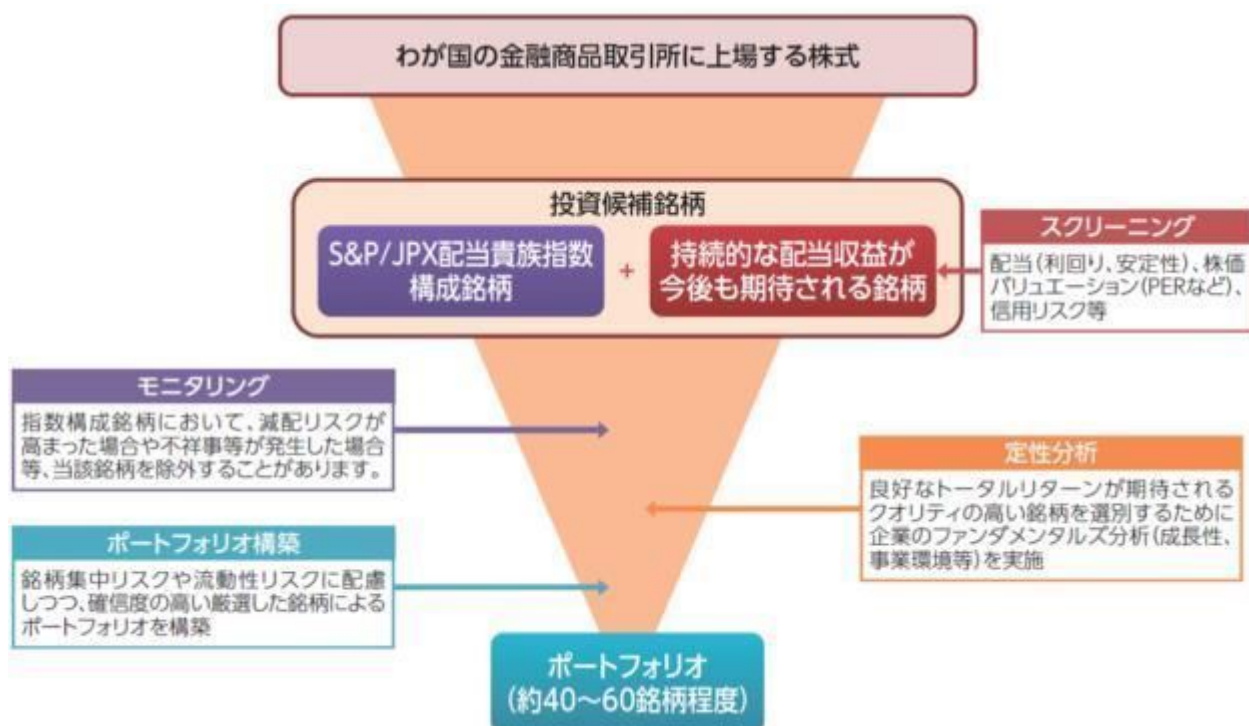 わが国の金融商品取引所に上場する株式
投資候補銘柄
S&P/JPX配当貴族指数
構成銘柄
+
持続的な配当収益が
今後も期待される銘柄
スクリーニング
配当(利回り、安定性)、株価
バリュエーション(PERなど)、
信用リスク等
モニタリング
指数構成銘柄において、減配リスクが
高まった場合や不祥事等が発生した場合
等、当該銘柄を除外することがあります。
定性分析
良好なトータルリターンが期待される
クオリティの高い銘柄を選別するために
企業のファンダメンタルズ分析(成長性、
事業環境等)を実施
ポートフォリオ構築
銘柄集中リスクや流動性リスクに配慮
しつつ、確信度の高い厳選した銘柄による
ポートフォリオを構築
ポートフォリオ
(約40～60銘柄程度)